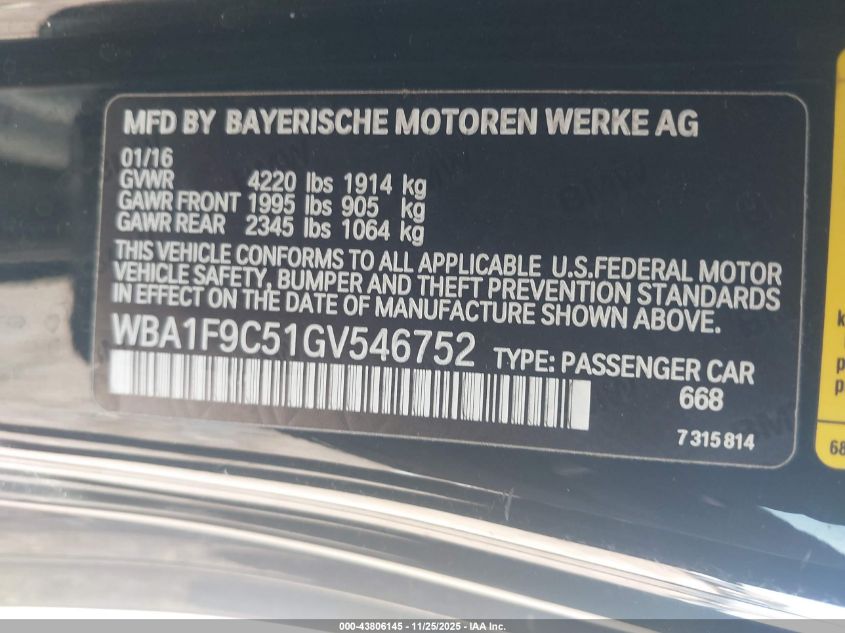 MFD BY BAYERISCHE MOTOREN WERKE AG
01/16
GVWR 4220 lbs 1914 kg
GAWR FRONT 1995 lbs 905 kg
GAWR REAR 2345 lbs 1064 kg
THIS VEHICLE CONFORMS TO ALL APPLICABLE U.S.FEDERAL MOTOR
VEHICLE SAFETY, BUMPER AND THEFT PREVENTION STANDARDS
IN EFFECT ON THE DATE OF MANUFACTURE SHOWN ABOVE.
WBA1F9C51GV546752 TYPE: PASSENGER CAR
668
7 315 814
68
000-43806145 - 11/25/2025 - IAA Inc.